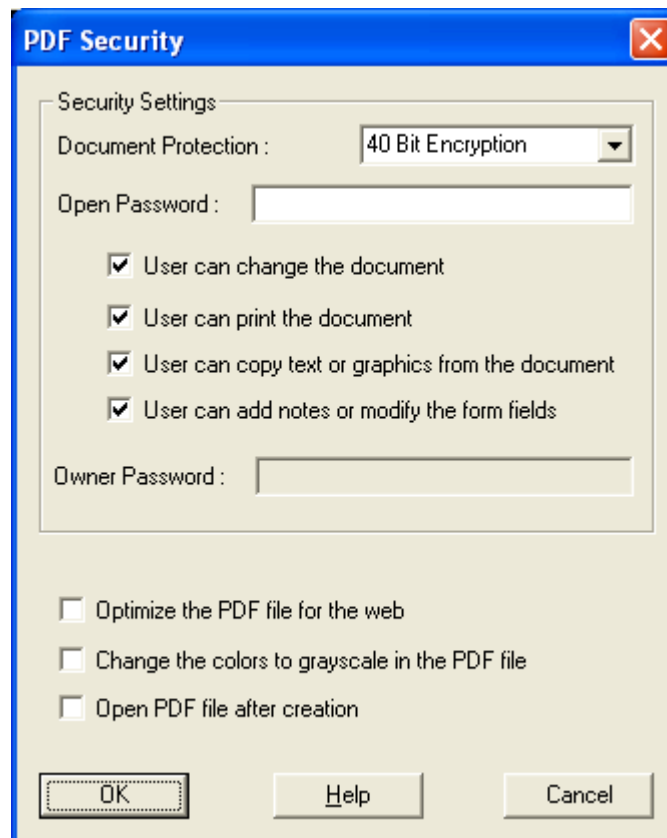 PDF Security
Security Settings
Document Protection :
40 Bit Encryption
Open Password :
User can change the document
User can print the document
User can copy text or graphics from the document
User can add notes or modify the form fields
Owner Password :
Optimize the PDF file for the web
Change the colors to grayscale in the PDF file
Open PDF file after creation
OK
Help
Cancel